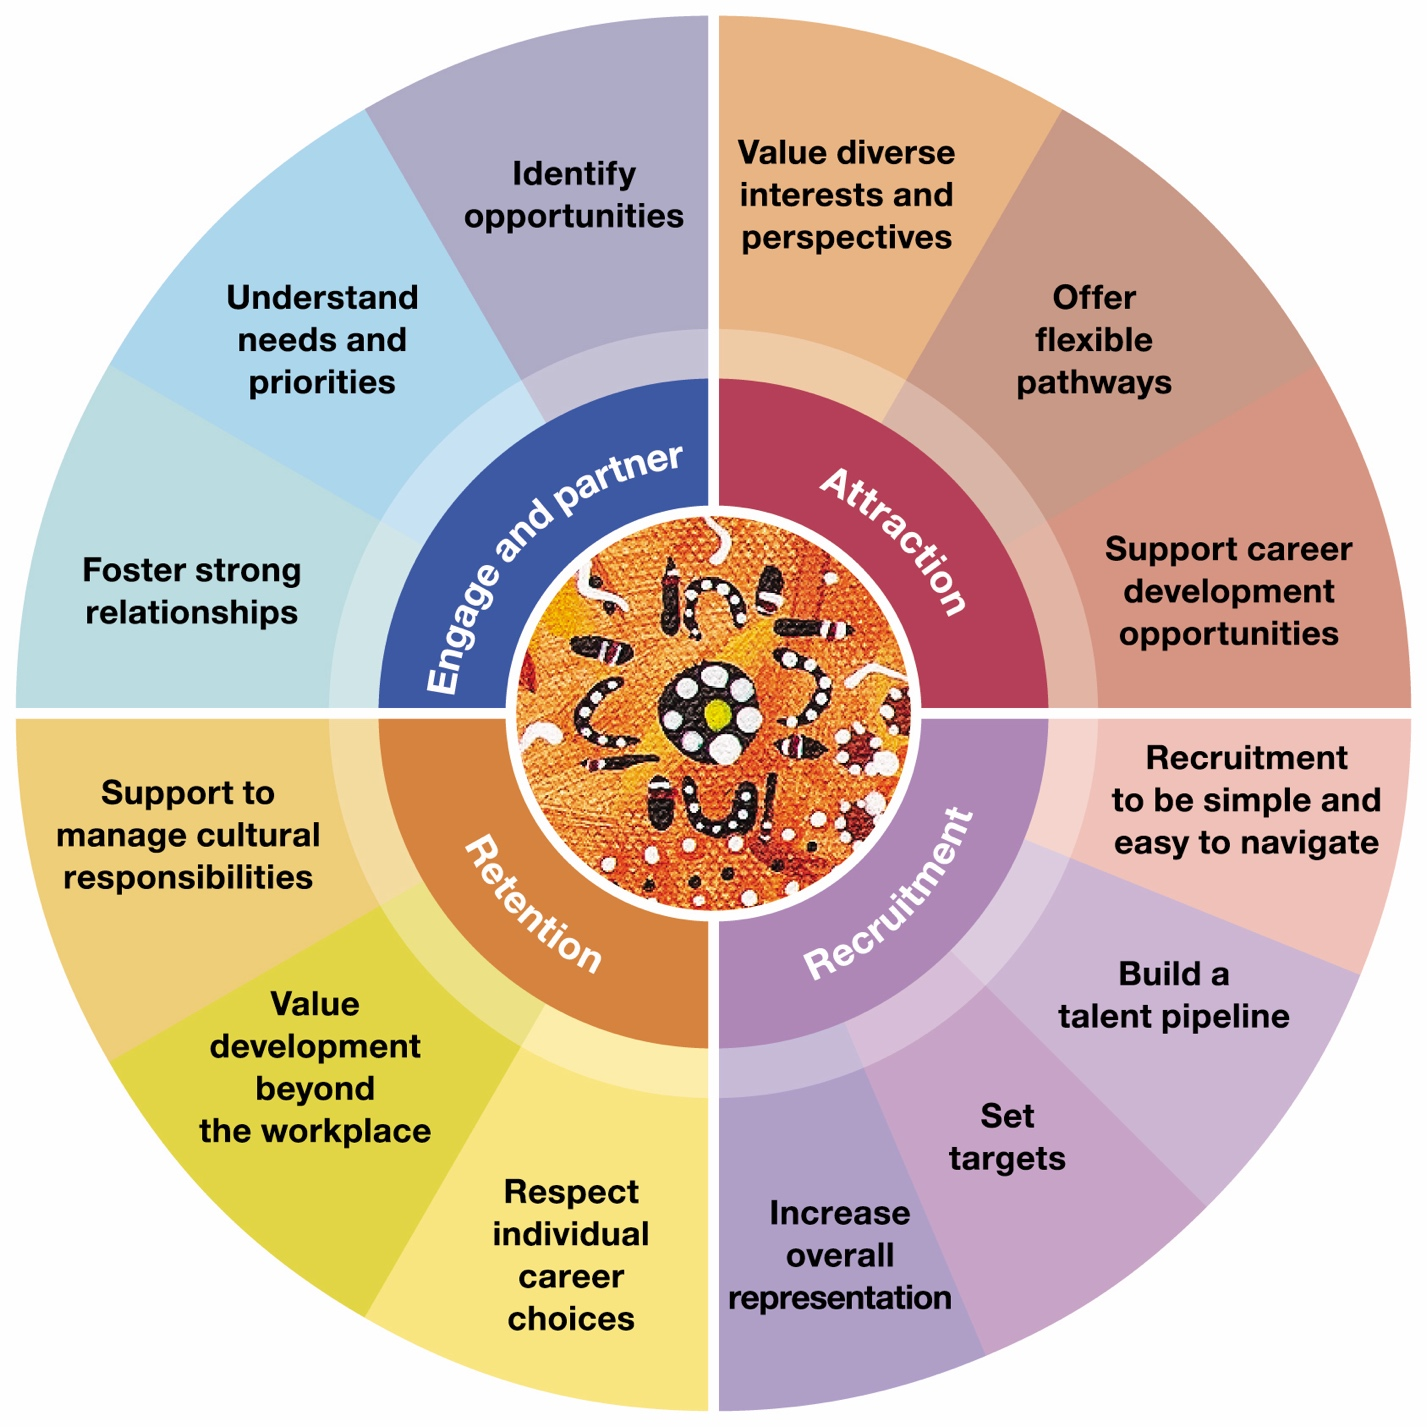 Identify
opportunities
Understand
needs and
priorities
Foster strong
relationships
Engage and partner
Value diverse
interests and
perspectives
Offer
flexible
pathways
Support career
development
opportunities
Attraction
Recruitment
to be simple and
easy to navigate
Build a
talent pipeline
Set
targets
Increase
overall
representation
Recruitment
Support to
manage cultural
responsibilities
Value
development
beyond
the workplace
Respect
individual
career
choices
Retention